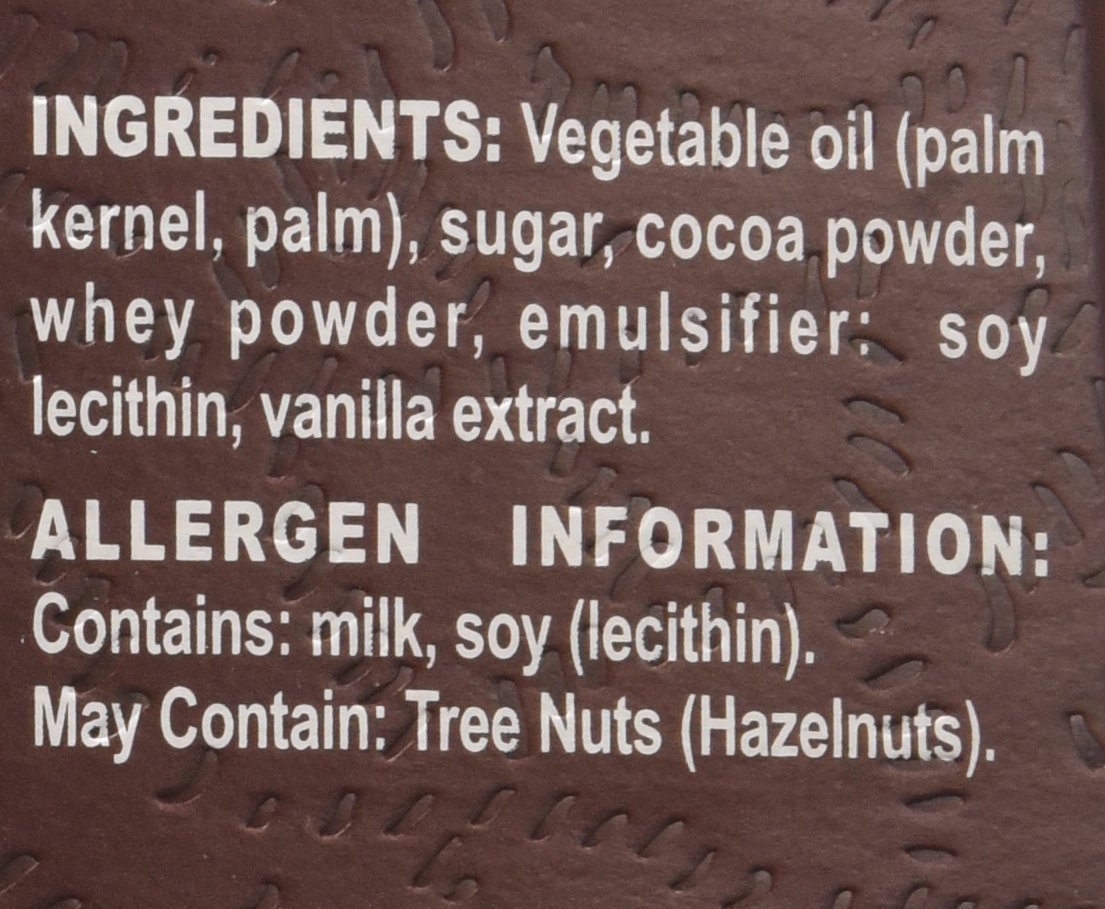 INGREDIENTS: Vegetable oil (palm
kernel, palm), sugar, cocoa powder,
whey powder, emulsifier: soy
lecithin, vanilla extract.
ALLERGEN INFORMATION:
Contains: milk, soy (lecithin).
May Contain: Tree Nuts (Hazelnuts).